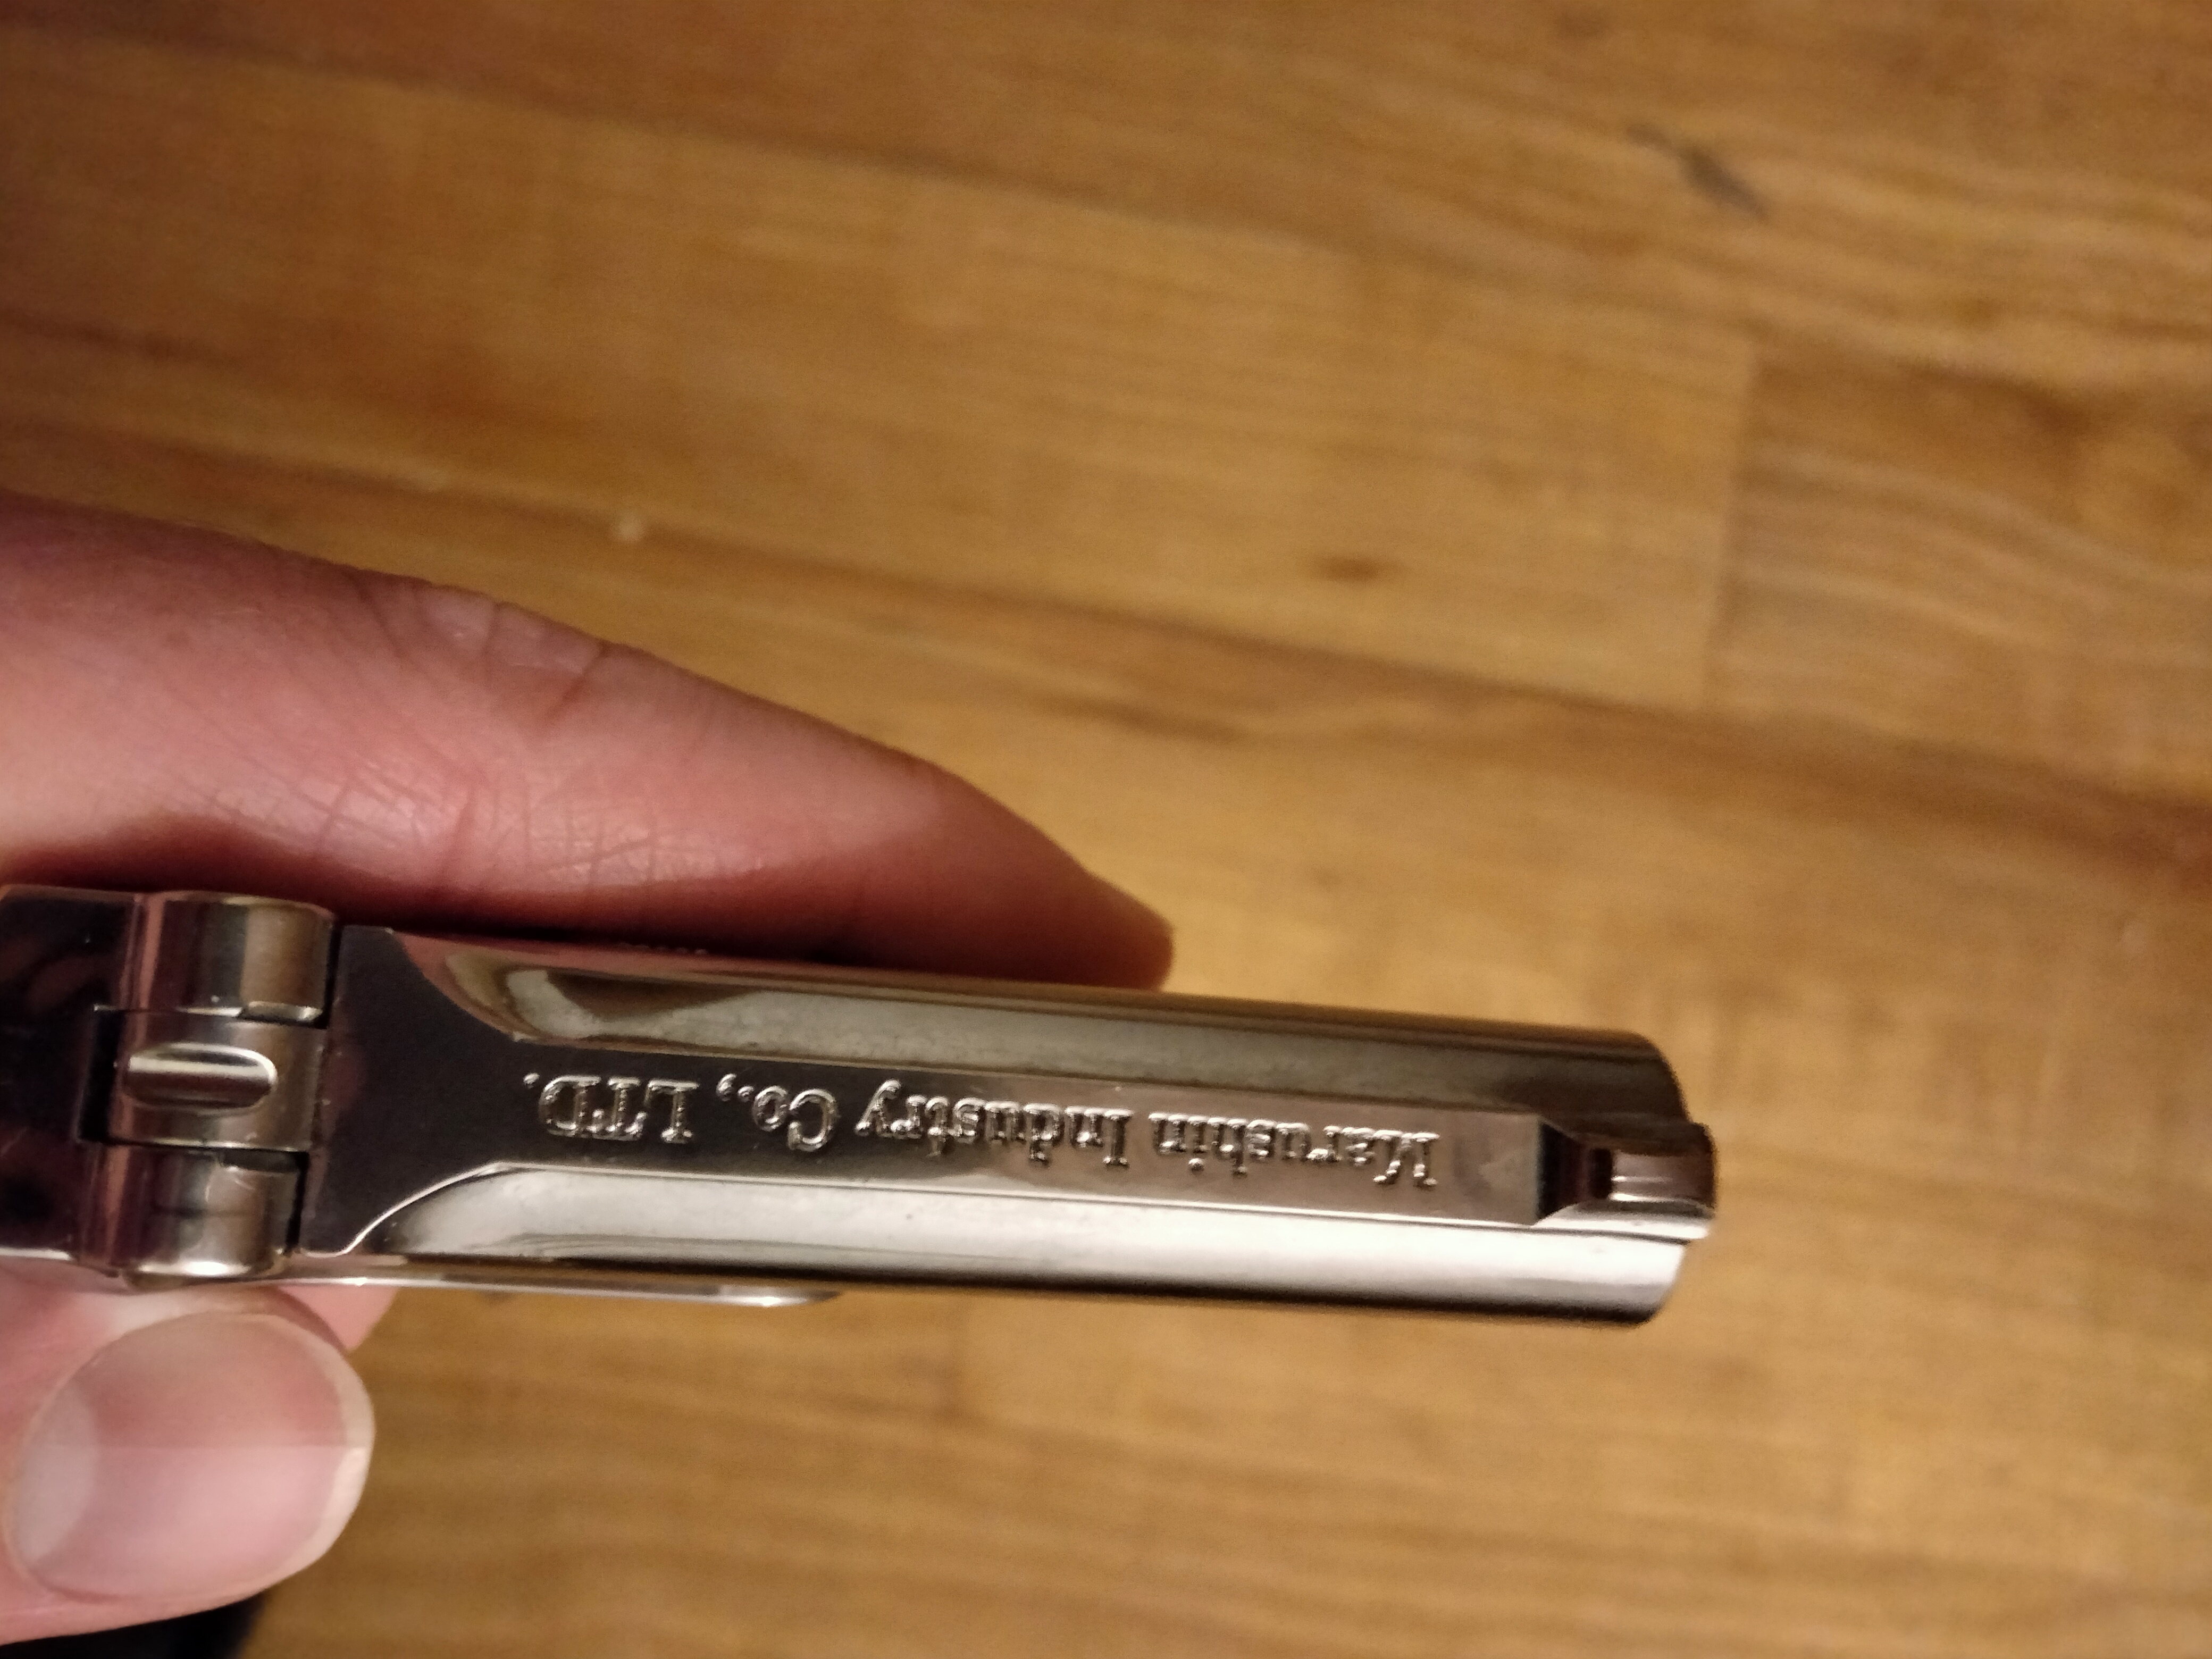 Marushin Industry Co., LTD.